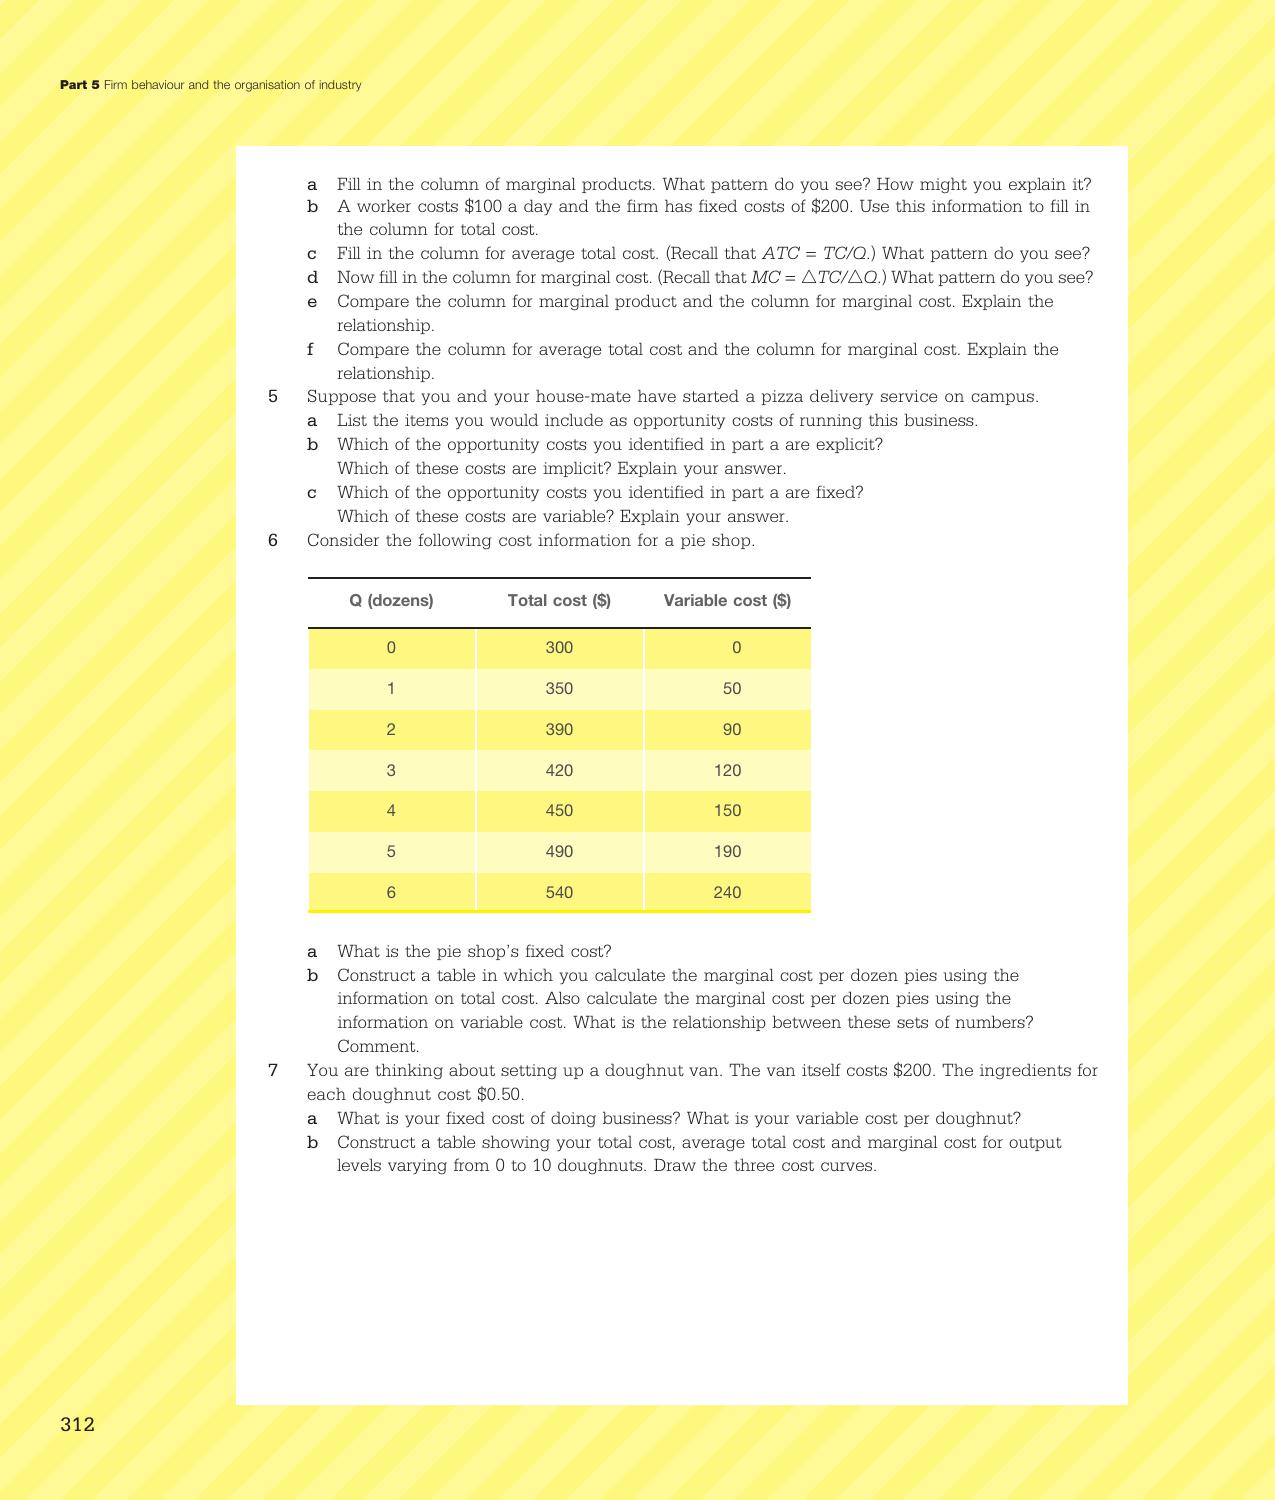 Part 5 Firm behaviour and the organisation of industry
a Fill in the column of marginal products. What pattern do you see? How might you explain it?
b A worker costs $100 a day and the firm has fixed costs of $200. Use this information to fill in
the column for total cost.
c Fill in the column for average total cost. (Recall that ATC = TC/Q.) What pattern do you see?
d Now fill in the column for marginal cost. (Recall that MC = △TC/△Q.) What pattern do you see?
e Compare the column for marginal product and the column for marginal cost. Explain the
relationship.
f Compare the column for average total cost and the column for marginal cost. Explain the
relationship.
5 Suppose that you and your house-mate have started a pizza delivery service on campus.
a List the items you would include as opportunity costs of running this business.
b Which of the opportunity costs you identified in part a are explicit?
Which of these costs are implicit? Explain your answer.
c Which of the opportunity costs you identified in part a are fixed?
Which of these costs are variable? Explain your answer.
6 Consider the following cost information for a pie shop.
Q (dozens) Total cost ($) Variable cost ($)
0 300 0
1 350 50
2 390 90
3 420 120
4 450 150
5 490 190
6 540 240
a What is the pie shop's fixed cost?
b Construct a table in which you calculate the marginal cost per dozen pies using the
information on total cost. Also calculate the marginal cost per dozen pies using the
information on variable cost. What is the relationship between these sets of numbers?
Comment.
7 You are thinking about setting up a doughnut van. The van itself costs $200. The ingredients for
each doughnut cost $0.50.
a What is your fixed cost of doing business? What is your variable cost per doughnut?
b Construct a table showing your total cost, average total cost and marginal cost for output
levels varying from 0 to 10 doughnuts. Draw the three cost curves.
312